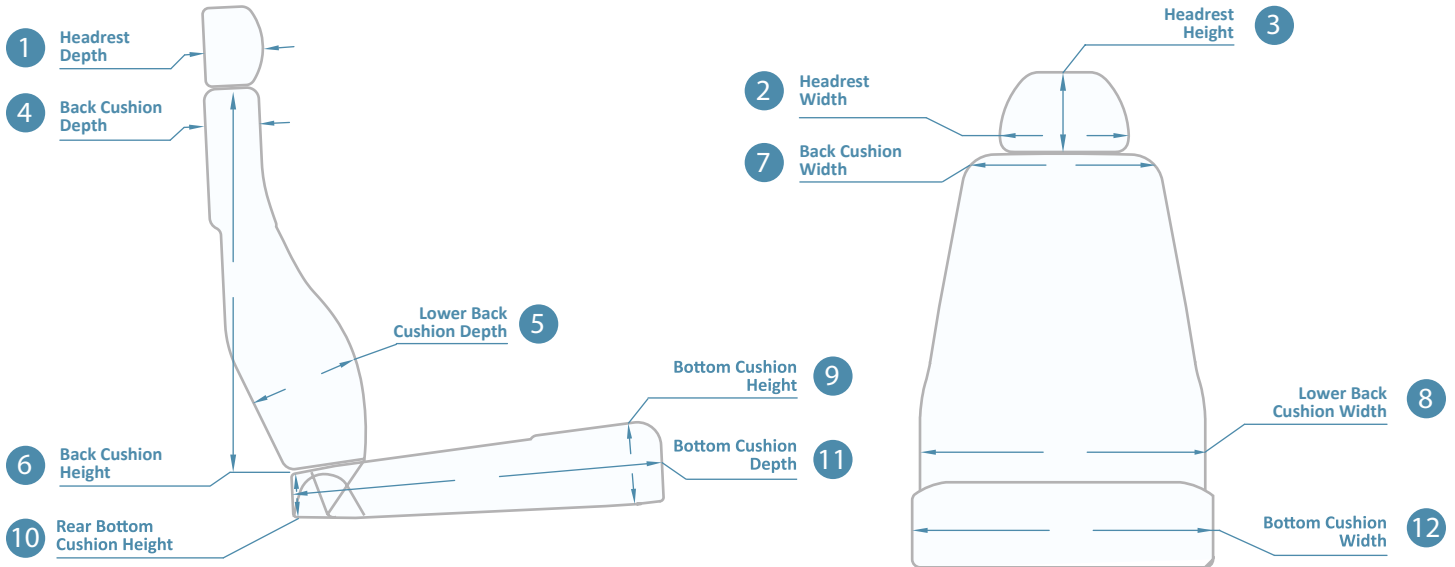 1
Headrest
Depth
4
Back Cushion
Depth
Lower Back
Cushion Depth
5
6
Back Cushion
Height
10
Rear Bottom
Cushion Height
Bottom Cushion
Height
9
Bottom Cushion
Depth
11
Headrest
Height
3
2
Headrest
Width
7
Back Cushion
Width
Lower Back
Cushion Width
8
Bottom Cushion
Width
12